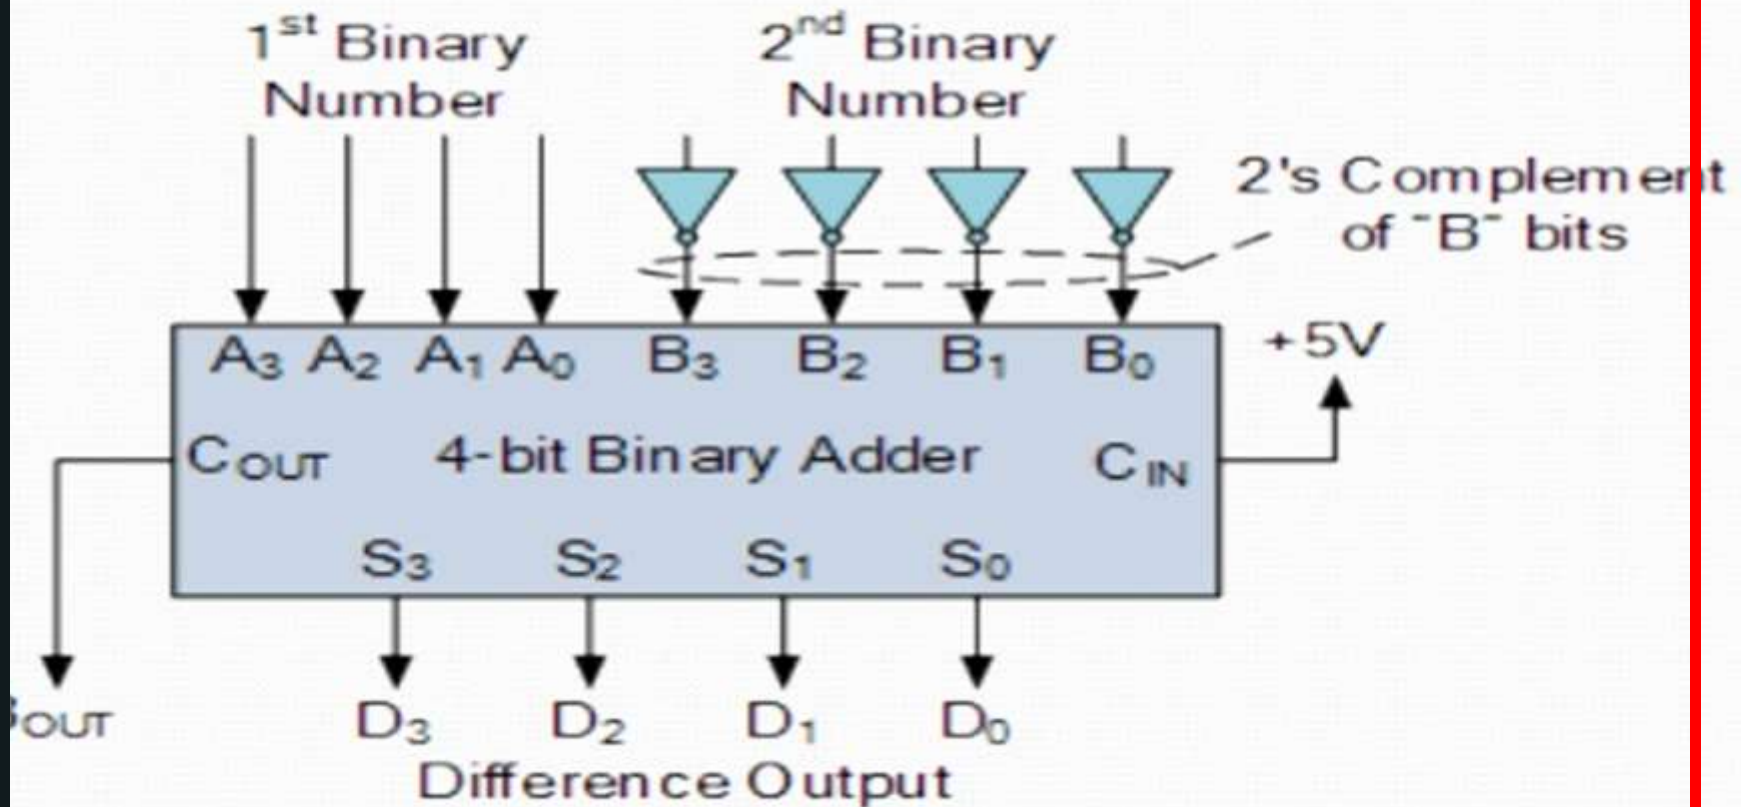 1st Binary
Number
2nd Binary
Number
2's Complement
of "B" bits
A3 A2 A1 A0 B3 B2 B1 B0
+5V
COUT 4-bit Binary Adder CIN
S3 S2 S1 S0
OUT D3 D2 D1 D0
Difference Output